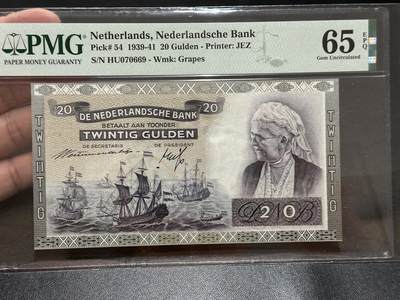 PMG
PAPER MONEY GUARANTY
Netherlands, Nederlandsche Bank
Pick# 54 1939-41 20 Gulden - Printer: JEZ
S/N HU070669 - Wmk: Grapes
65 EPQ
Gem Uncirculated
20 20
DE NEDERLANDSCHE BANK
BETAALT AAN TOONDER
TWINTIG GULDEN
DE SECRETARIS DE PRESIDENT
TWINTIG
TWINTIG
20